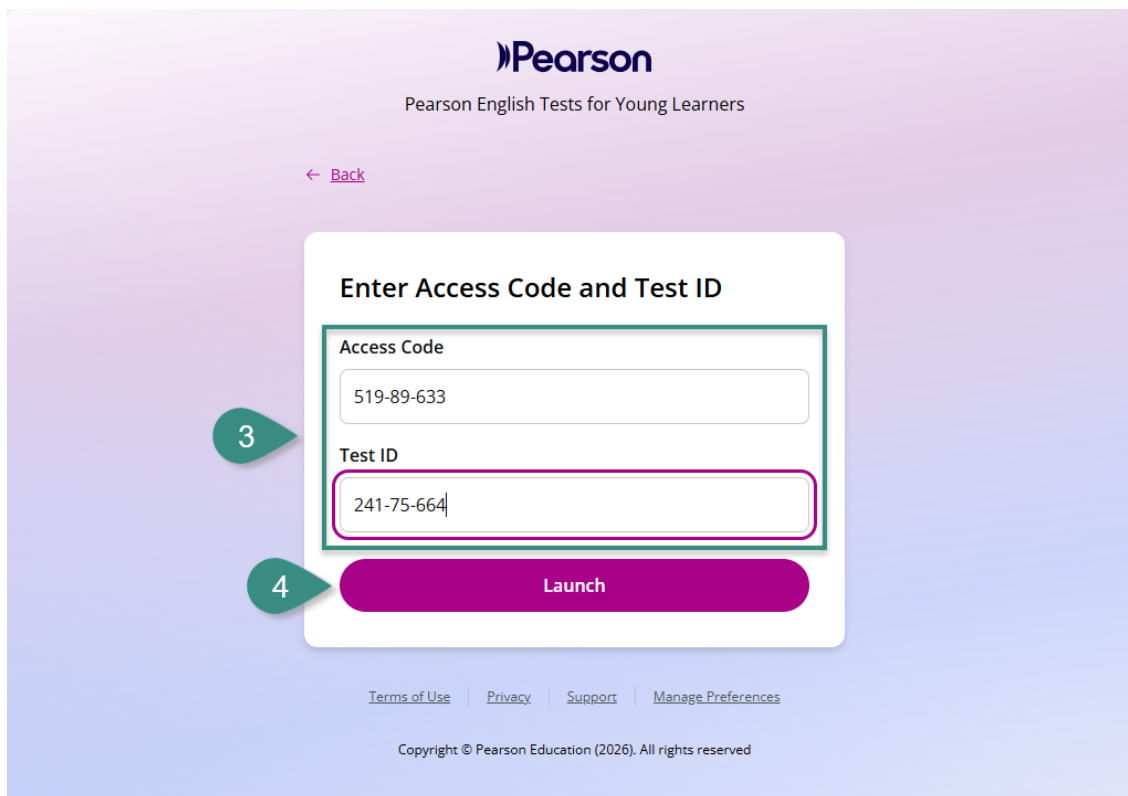 Pearson
Pearson English Tests for Young Learners
← Back
Enter Access Code and Test ID
Access Code
519-89-633
3
Test ID
241-75-664
4
Launch
Terms of Use
Privacy
Support
Manage Preferences
Copyright © Pearson Education (2026). All rights reserved